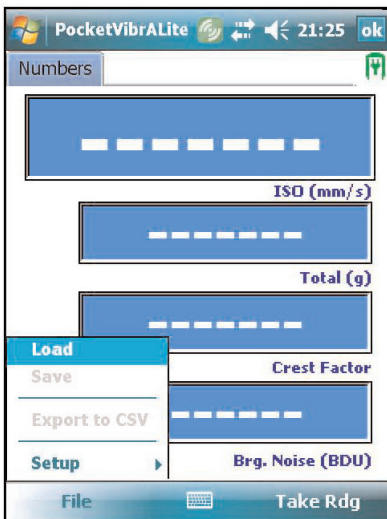 PocketVibrALite 21:25 ok
Numbers
ISO (mm/s)
Total (g)
Crest Factor
Brg. Noise (BDU)
Load
Save
Export to CSV
Setup
File Take Rdg